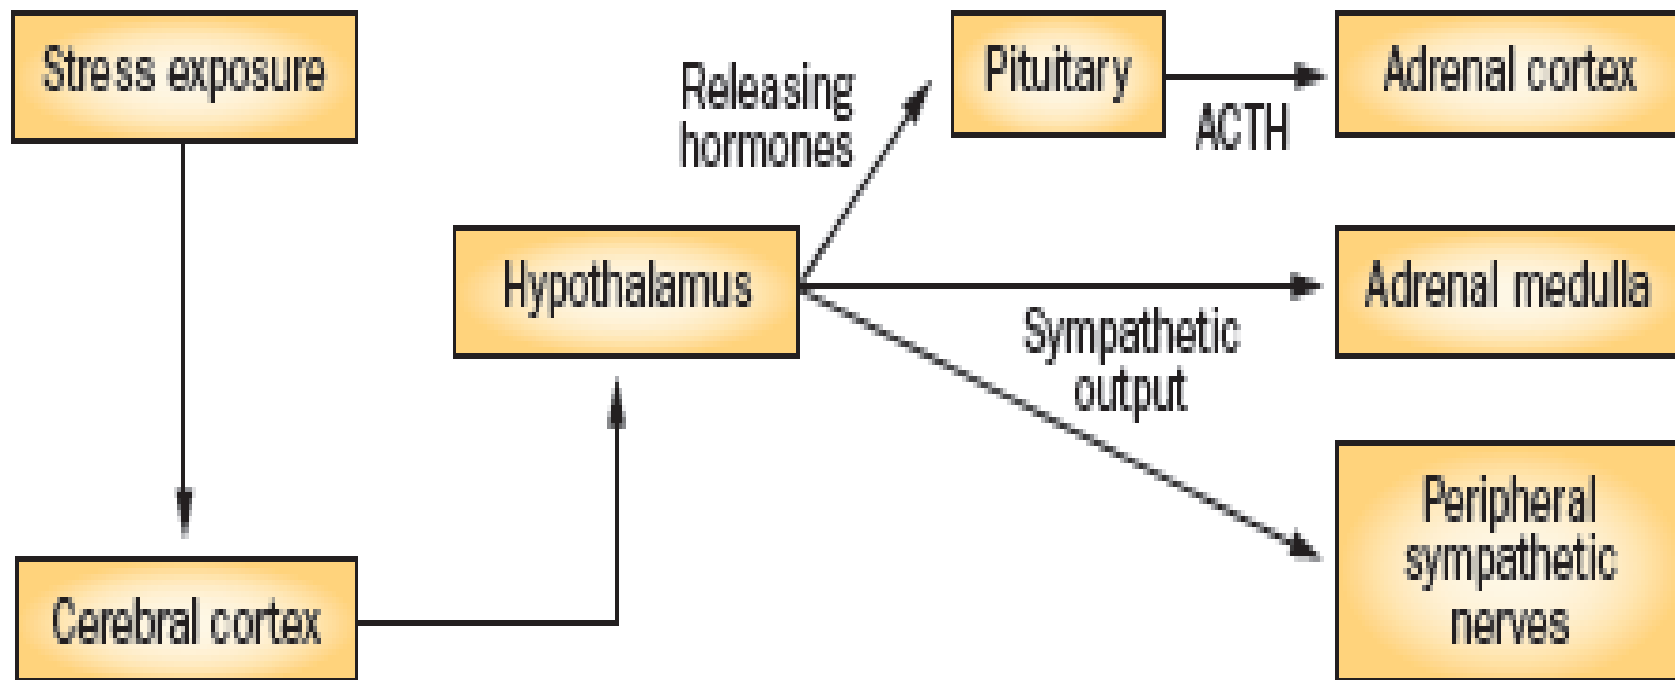 Stress exposure
Cerebral cortex
Hypothalamus
Releasing
hormones
Pituitary
ACTH
Adrenal cortex
Sympathetic
output
Adrenal medulla
Peripheral
sympathetic
nerves